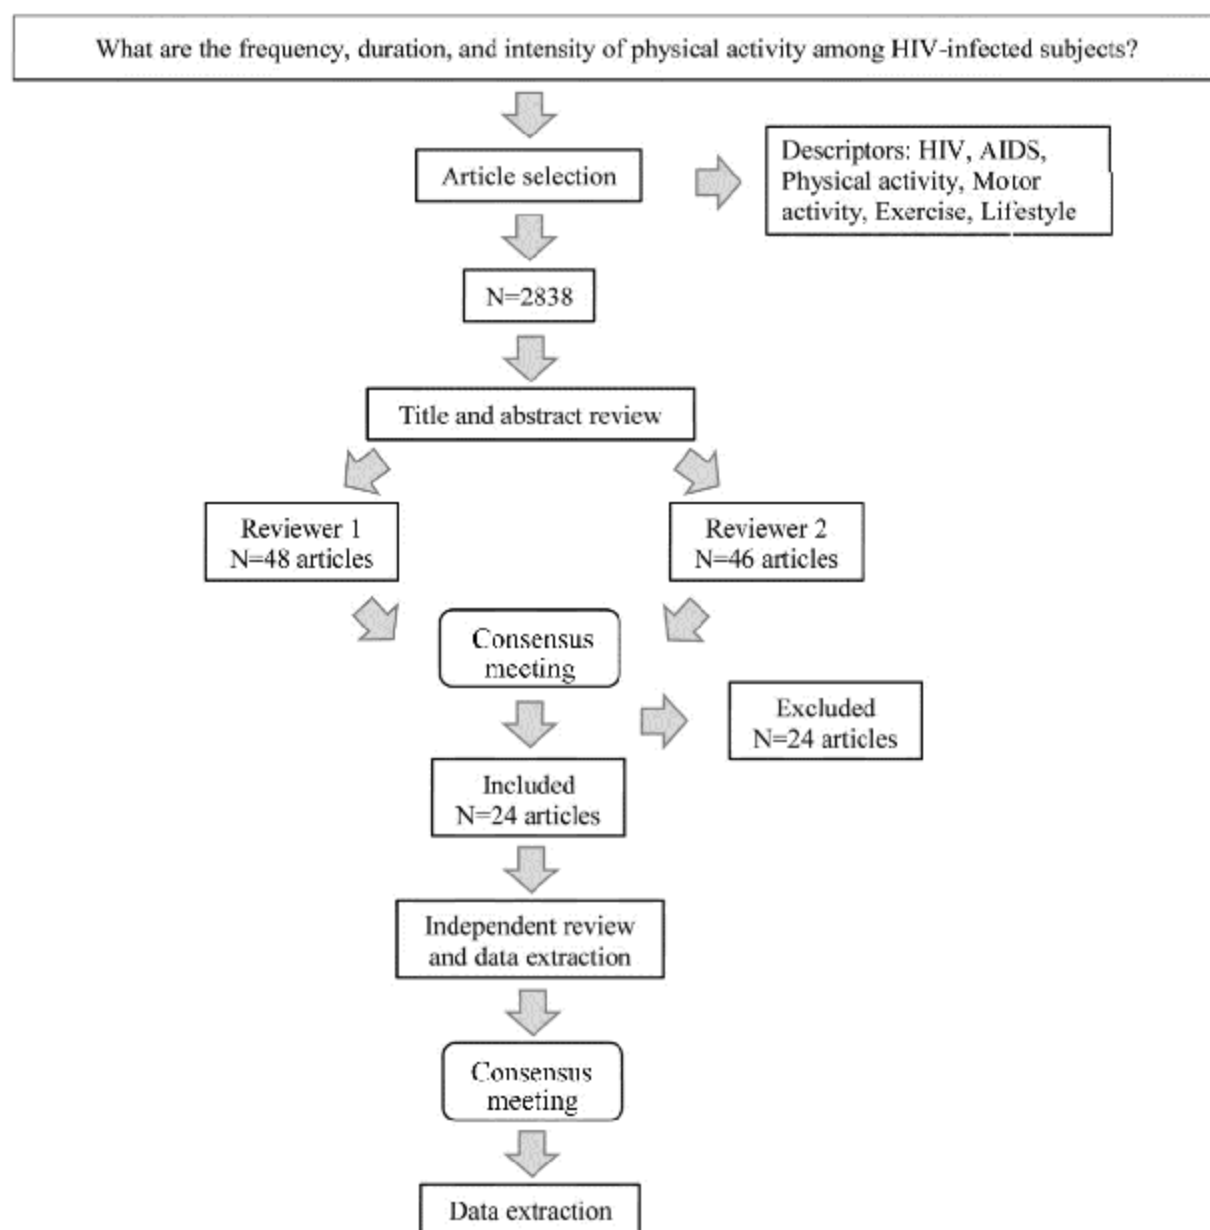 What are the frequency, duration, and intensity of physical activity among HIV-infected subjects?
Article selection
Descriptors: HIV, AIDS,
Physical activity, Motor
activity, Exercise, Lifestyle
N=2838
Title and abstract review
Reviewer 1
N=48 articles
Reviewer 2
N=46 articles
Consensus
meeting
Excluded
N=24 articles
Included
N=24 articles
Independent review
and data extraction
Consensus
meeting
Data extraction